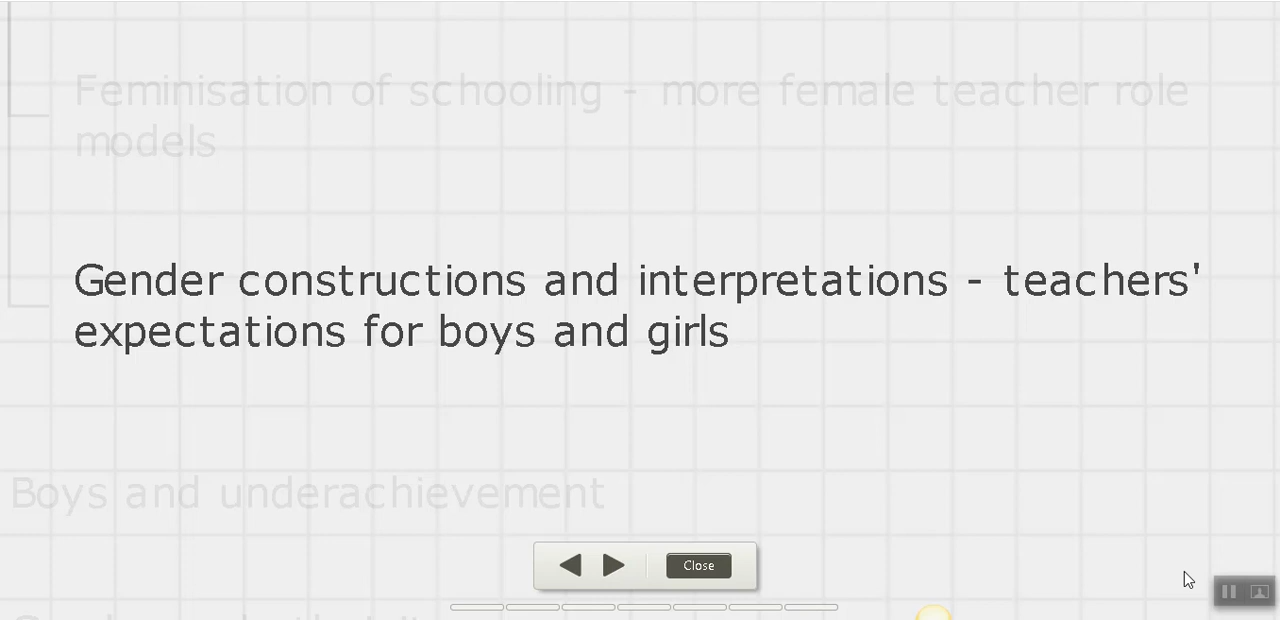 Feminisation of schooling - more female teacher role
models
Gender constructions and interpretations - teachers'
expectations for boys and girls
Boys and underachievement
Close